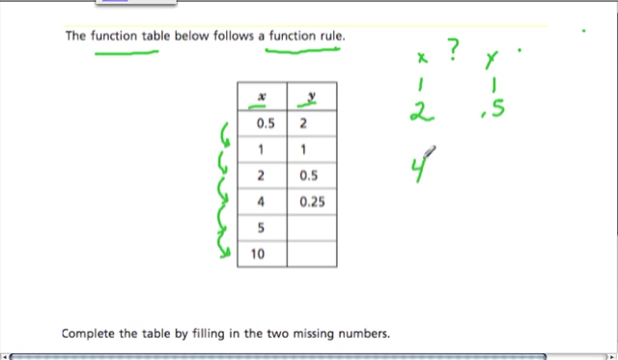 The function table below follows a function rule.
x ? y
1 1
2 .5
4
x y
0.5 2
1 1
2 0.5
4 0.25
5
10
Complete the table by filling in the two missing numbers.